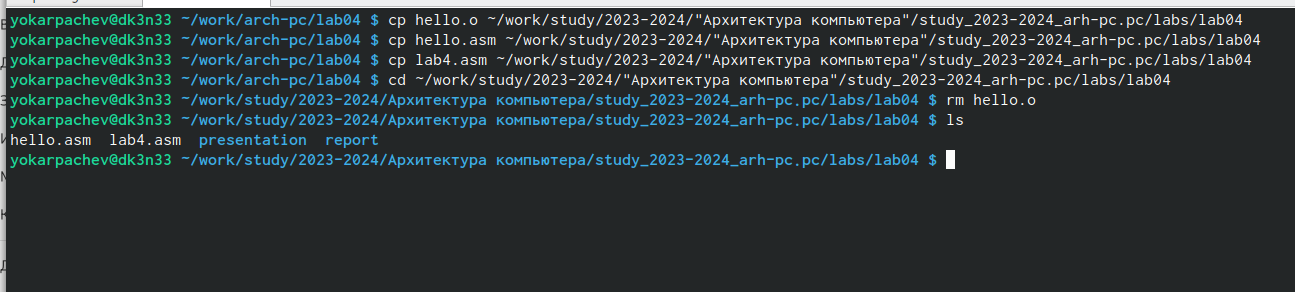 yokarpachev@dk3n33 ~/work/arch-pc/lab04 $ cp hello.o ~/work/study/2023-2024/"Архитектура компьютера"/study_2023-2024_arh-pc.pc/labs/lab04
yokarpachev@dk3n33 ~/work/arch-pc/lab04 $ cp hello.asm ~/work/study/2023-2024/"Архитектура компьютера"/study_2023-2024_arh-pc.pc/labs/lab04
yokarpachev@dk3n33 ~/work/arch-pc/lab04 $ cp lab4.asm ~/work/study/2023-2024/"Архитектура компьютера"/study_2023-2024_arh-pc.pc/labs/lab04
yokarpachev@dk3n33 ~/work/arch-pc/lab04 $ cd ~/work/study/2023-2024/"Архитектура компьютера"/study_2023-2024_arh-pc.pc/labs/lab04
yokarpachev@dk3n33 ~/work/study/2023-2024/Архитектура компьютера/study_2023-2024_arh-pc.pc/labs/lab04 $ rm hello.o
yokarpachev@dk3n33 ~/work/study/2023-2024/Архитектура компьютера/study_2023-2024_arh-pc.pc/labs/lab04 $ ls
hello.asm  lab4.asm  presentation  report
yokarpachev@dk3n33 ~/work/study/2023-2024/Архитектура компьютера/study_2023-2024_arh-pc.pc/labs/lab04 $